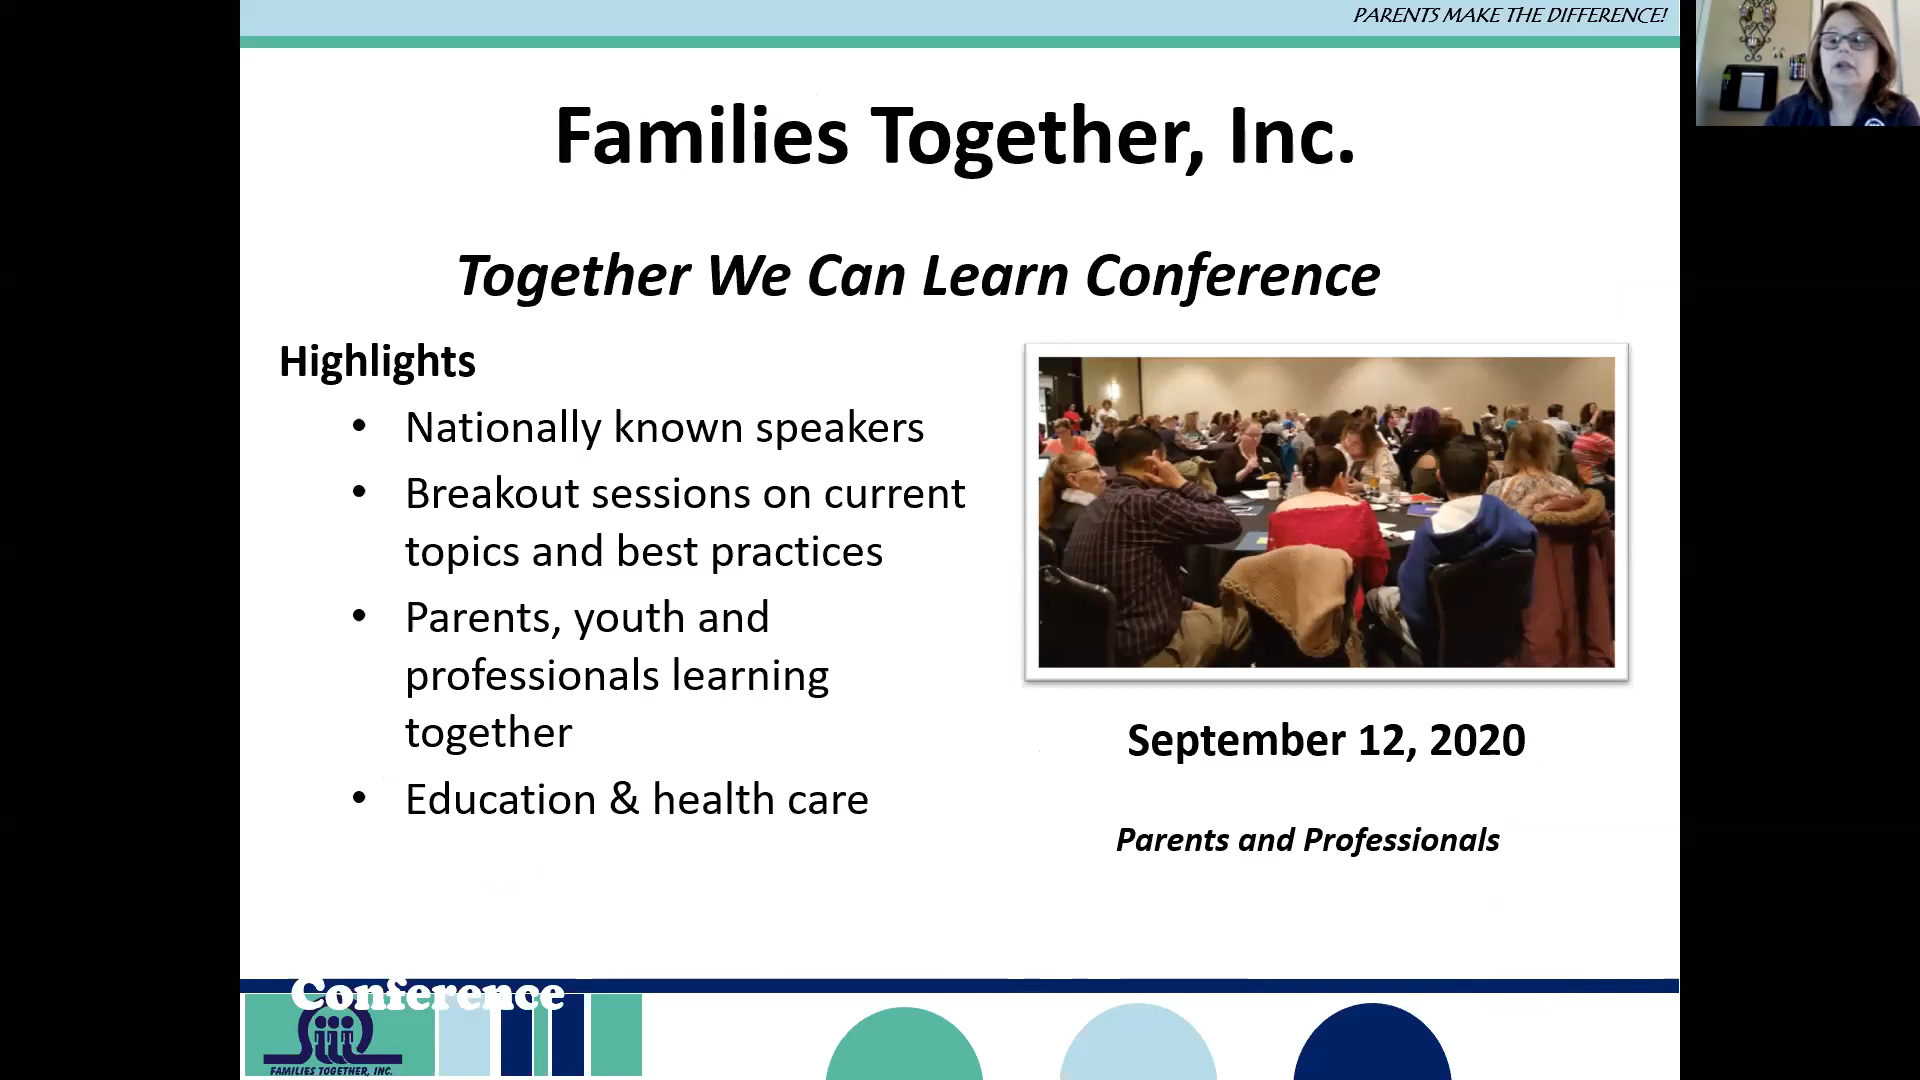 PARENTS MAKE THE DIFFERENCE!
Families Together, Inc.
Together We Can Learn Conference
Highlights
• Nationally known speakers
• Breakout sessions on current
topics and best practices
• Parents, youth and
professionals learning
together
• Education & health care
September 12, 2020
Parents and Professionals
Conference
FAMILIES TOGETHER, INC.